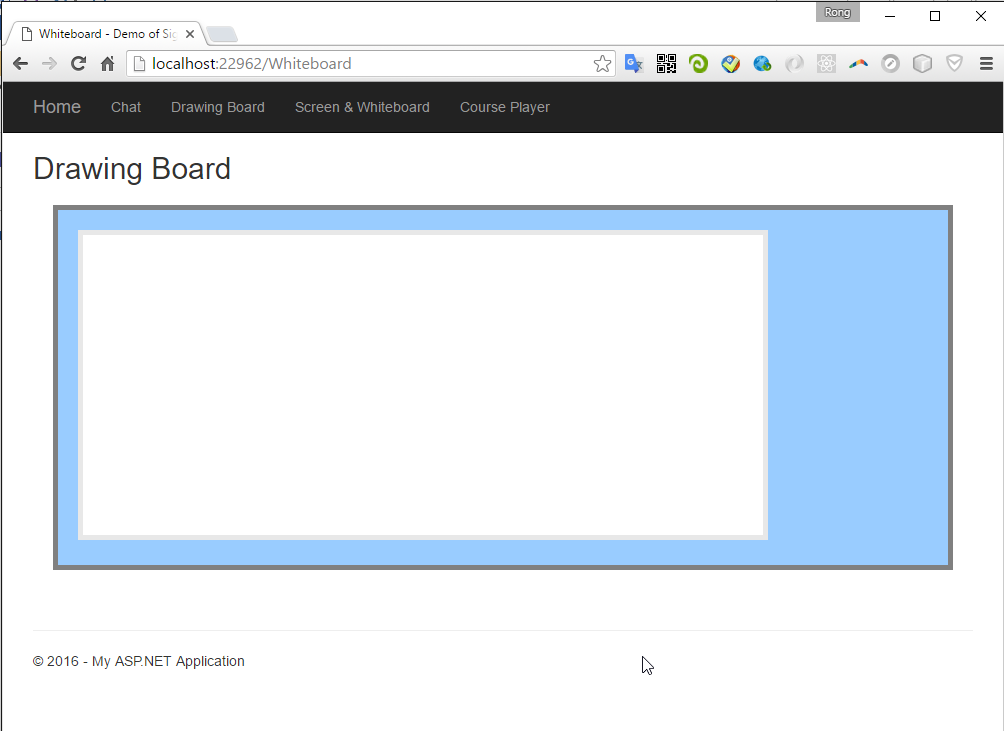 Rong
Whiteboard - Demo of Sig
localhost:22962/Whiteboard
Home Chat Drawing Board Screen & Whiteboard Course Player
Drawing Board
© 2016 - My ASP.NET Application